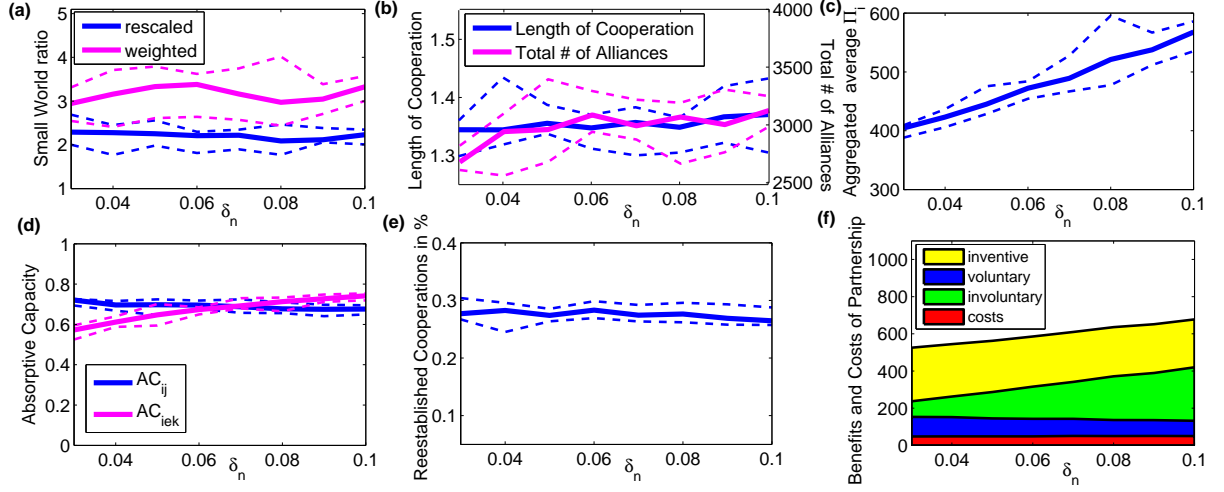 (a)
rescaled
weighted
Small World ratio
5
4
3
2
1
0.04 0.06 0.08 0.1
δn
(b)
Length of Cooperation
Total # of Alliances
Length of Cooperation
1.5
1.4
1.3
4000
3500
3000
2500
Total # of Alliances
0.04 0.06 0.08 0.1
δn
(c)
Aggregated average Πi
600
500
400
300
0.04 0.06 0.08 0.1
δn
(d)
Absorptive Capacity
1
0.8
0.6
0.4
0.2
0
ACij
ACiek
0.04 0.06 0.08 0.1
δn
(e)
Reestablished Cooperations in %
0.4
0.3
0.2
0.1
0.04 0.06 0.08 0.1
δn
(f)
inventive
voluntary
involuntary
costs
Benefits and Costs of Partnership
1000
800
600
400
200
0
0.04 0.06 0.08 0.1
δn